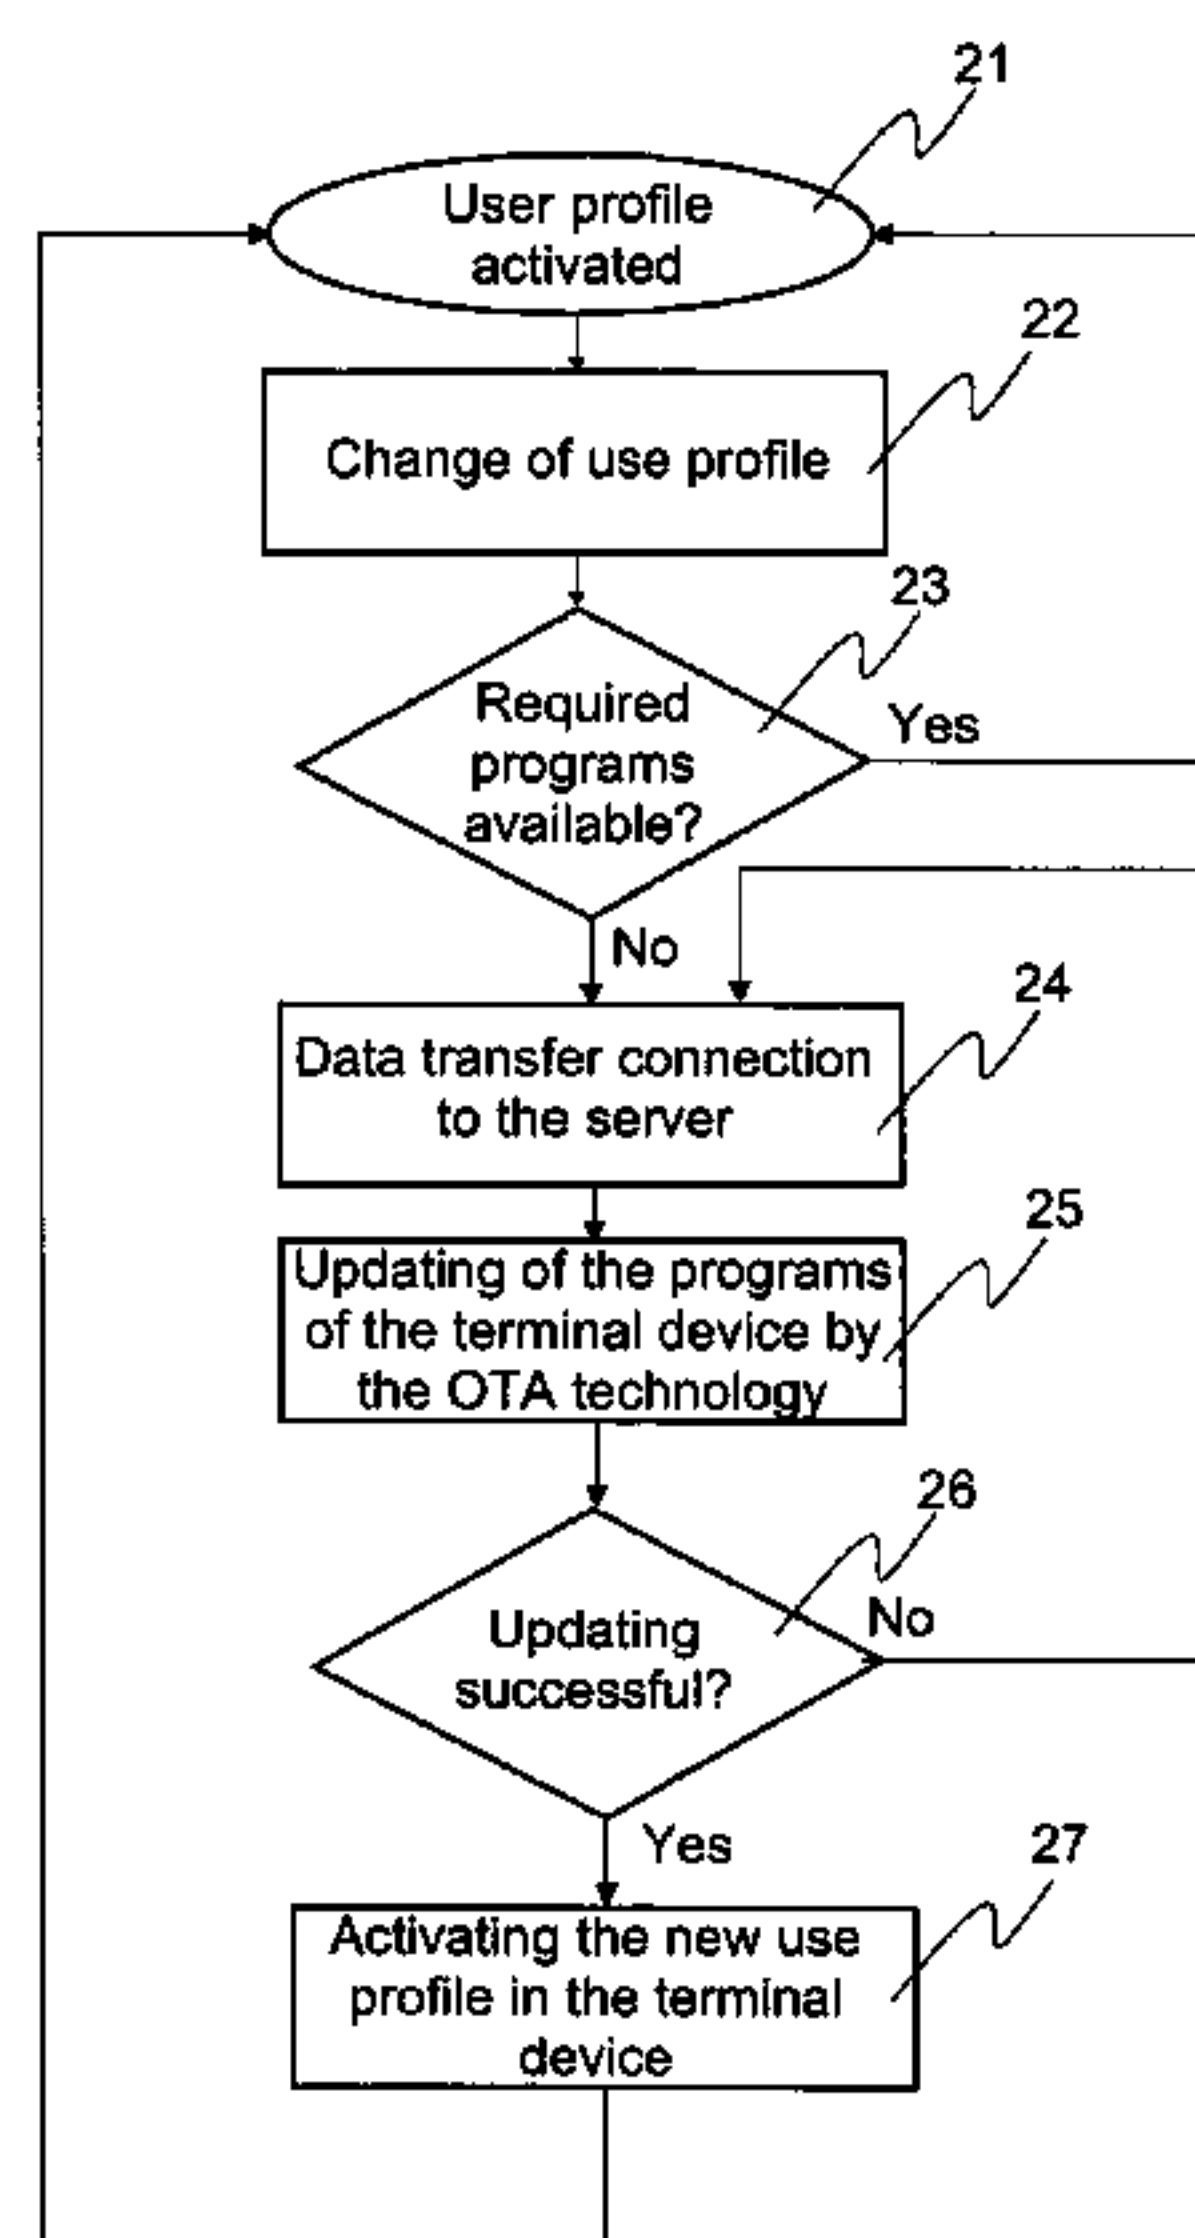 21
User profile
activated
22
Change of use profile
23
Required
programs
available?
Yes
No
24
Data transfer connection
to the server
25
Updating of the programs
of the terminal device by
the OTA technology
26
Updating
successful?
No
Yes
27
Activating the new use
profile in the terminal
device